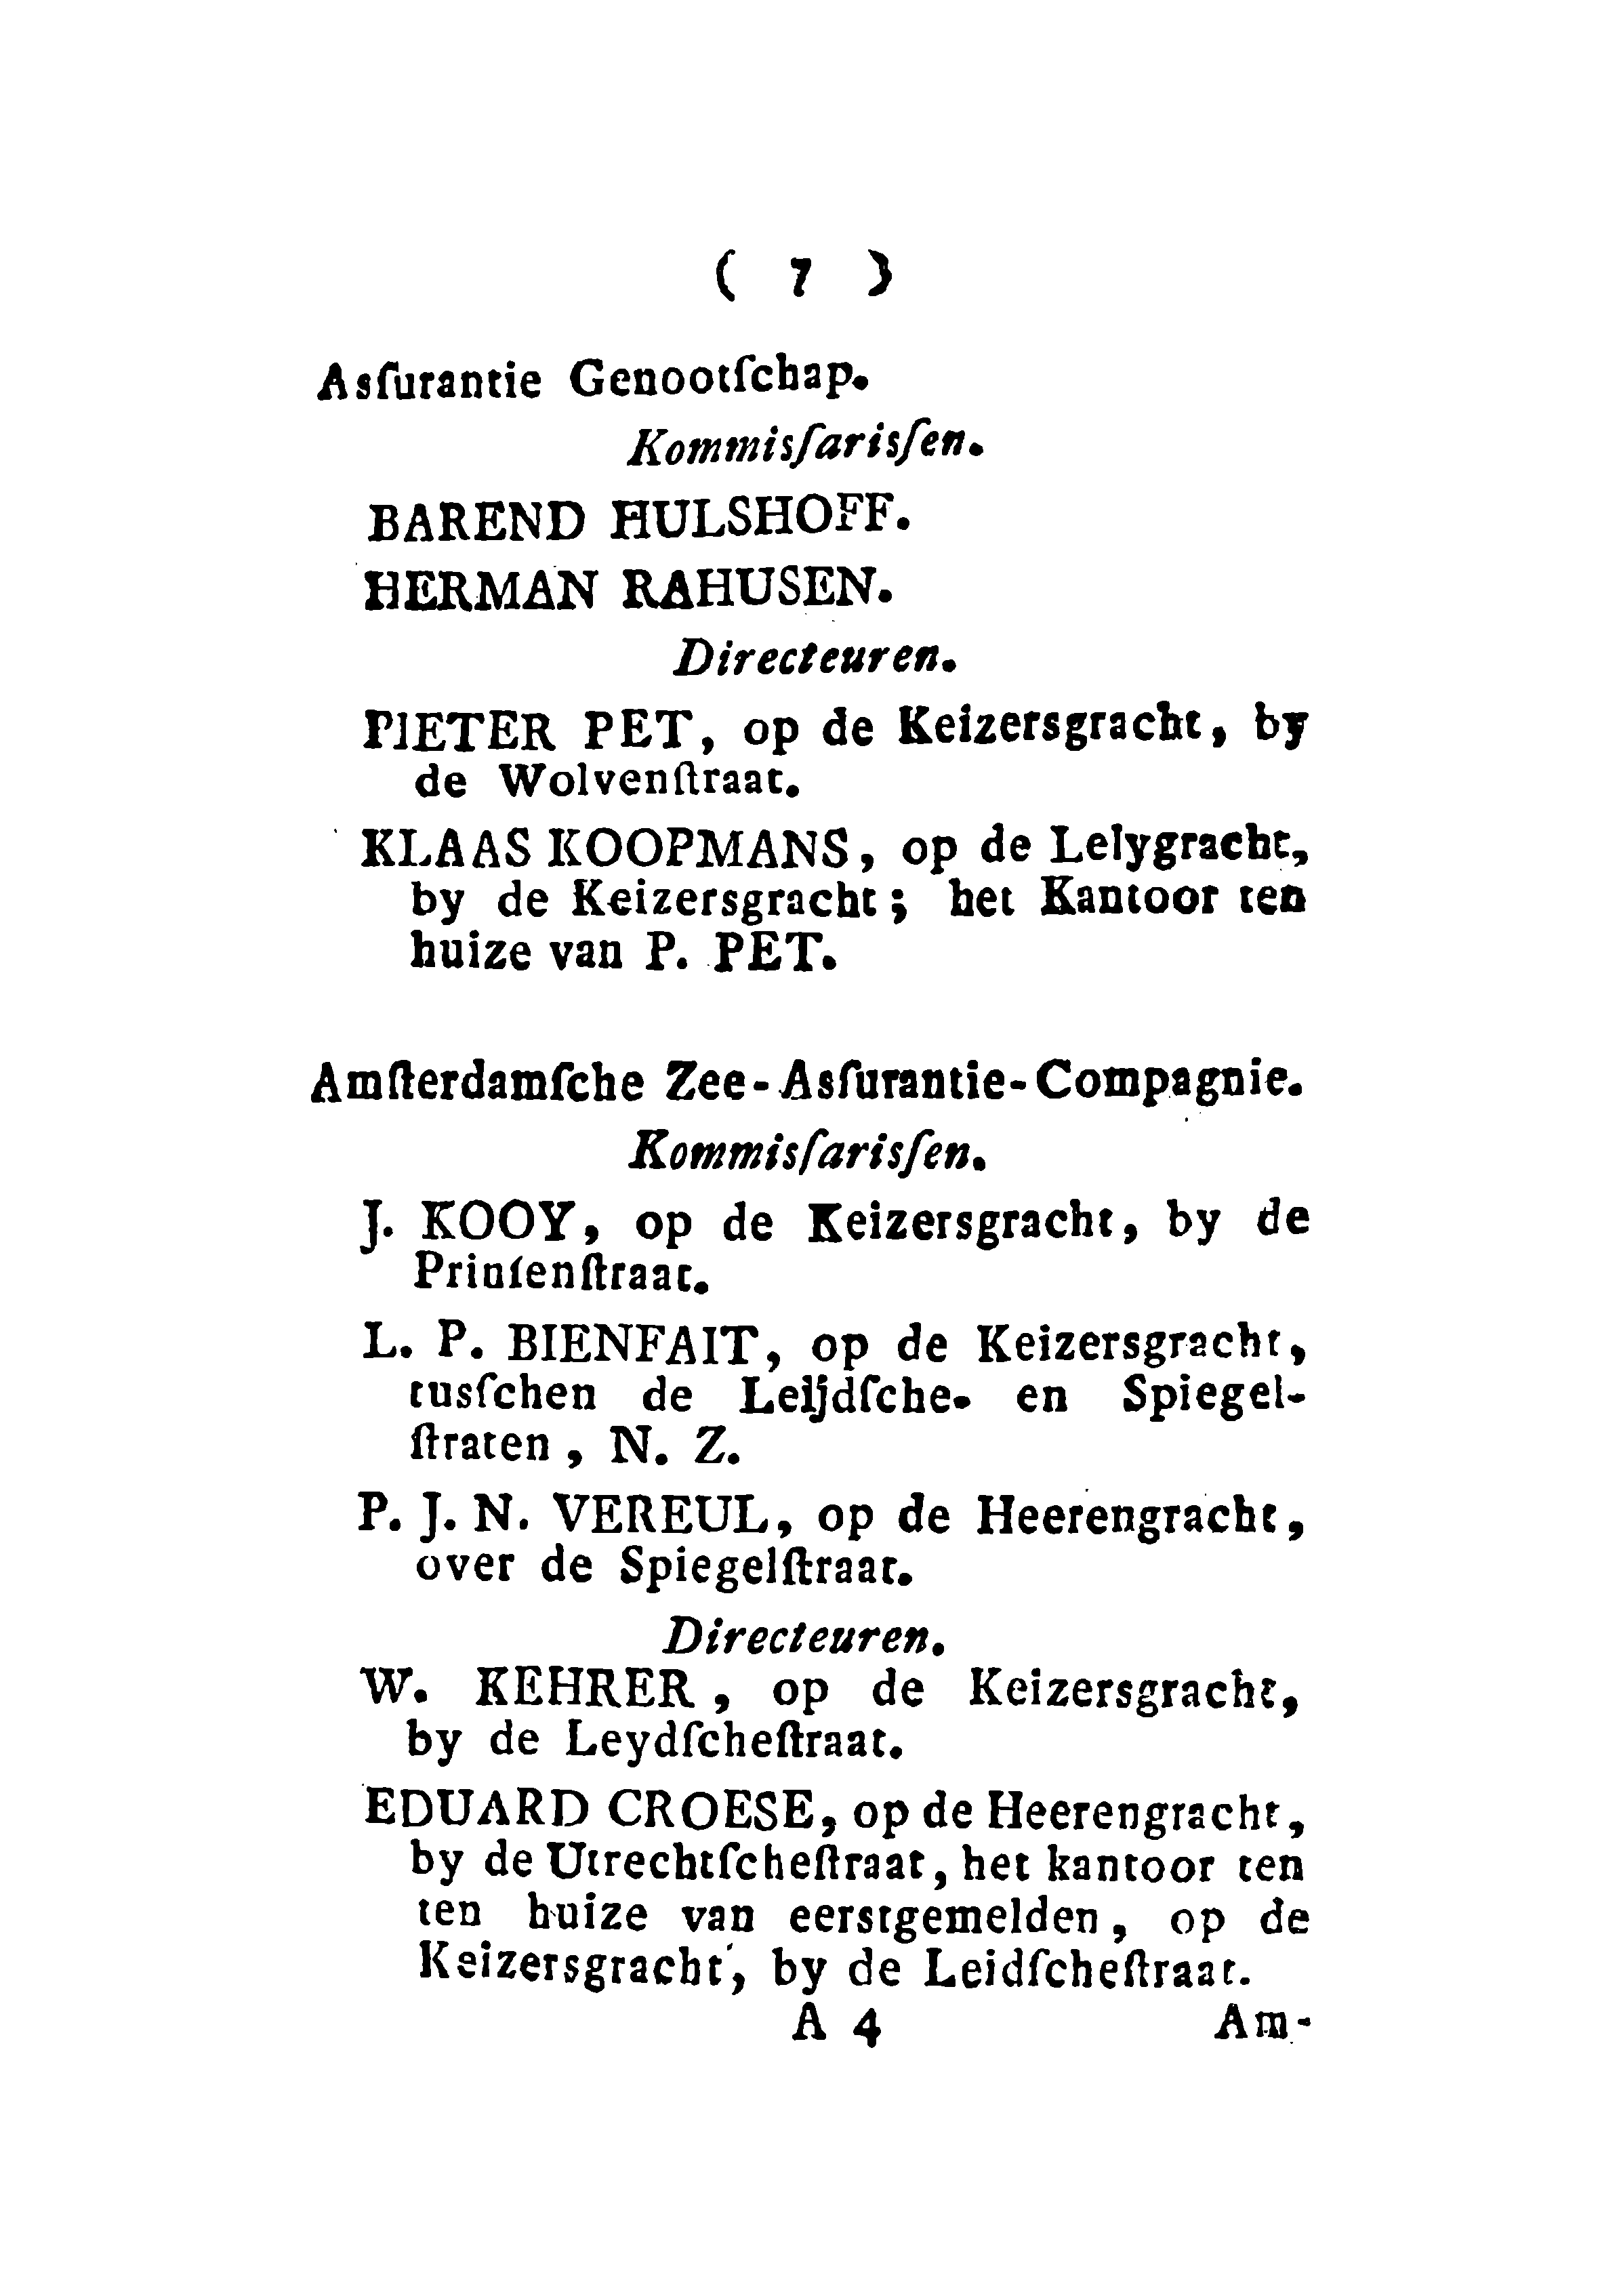 ( 7 )
Asſurantie Genootſchap.
Kommisſarisſen.
BAREND HULSHOFF.
HERMAN RAHUSEN.
Directeuren.
PIETER PET, op de Keizersgracht, by
de Wolvenſtraat.
KLAAS KOOPMANS, op de Lelygracht,
by de Keizersgracht; het Kantoor ten
huize van P. PET.
Amſterdamſche Zee-Asſurantie-Compagnie.
Kommisſarisſen.
J. KOOY, op de Keizersgracht, by de
Prinſenſtraat.
L. P. BIENFAIT, op de Keizersgracht,
tusſchen de Leijdſche- en Spiegel-
ſtraten, N. Z.
P. J. N. VEREUL, op de Heerengracht,
over de Spiegelſtraat.
Directeuren.
W. KEHRER, op de Keizersgracht,
by de Leydſcheſtraat.
EDUARD CROESE, op de Heerengracht,
by de Utrechtſcheſtraat, het kantoor ten
ten huize van eerstgemelden, op de
Keizersgracht, by de Leidſcheſtraat.
A 4 Am-